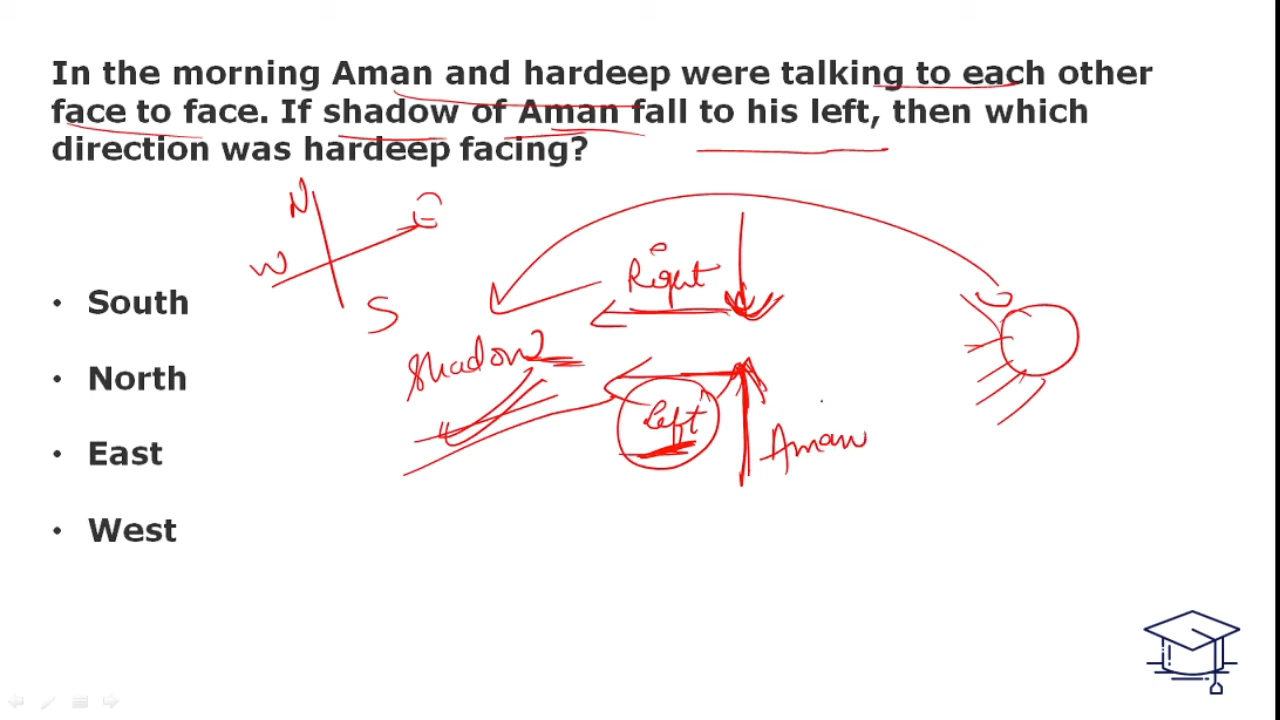 In the morning Aman and hardeep were talking to each other
face to face. If shadow of Aman fall to his left, then which
direction was hardeep facing?
N
E
W
S
Right
Shadow
Left
Aman
• South
• North
• East
• West